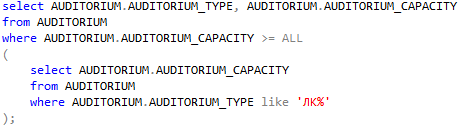 select AUDITORIUM.AUDITORIUM_TYPE, AUDITORIUM.AUDITORIUM_CAPACITY
from AUDITORIUM
where AUDITORIUM.AUDITORIUM_CAPACITY >= ALL
(
    select AUDITORIUM.AUDITORIUM_CAPACITY
    from AUDITORIUM
    where AUDITORIUM.AUDITORIUM_TYPE like 'ЛК%'
);